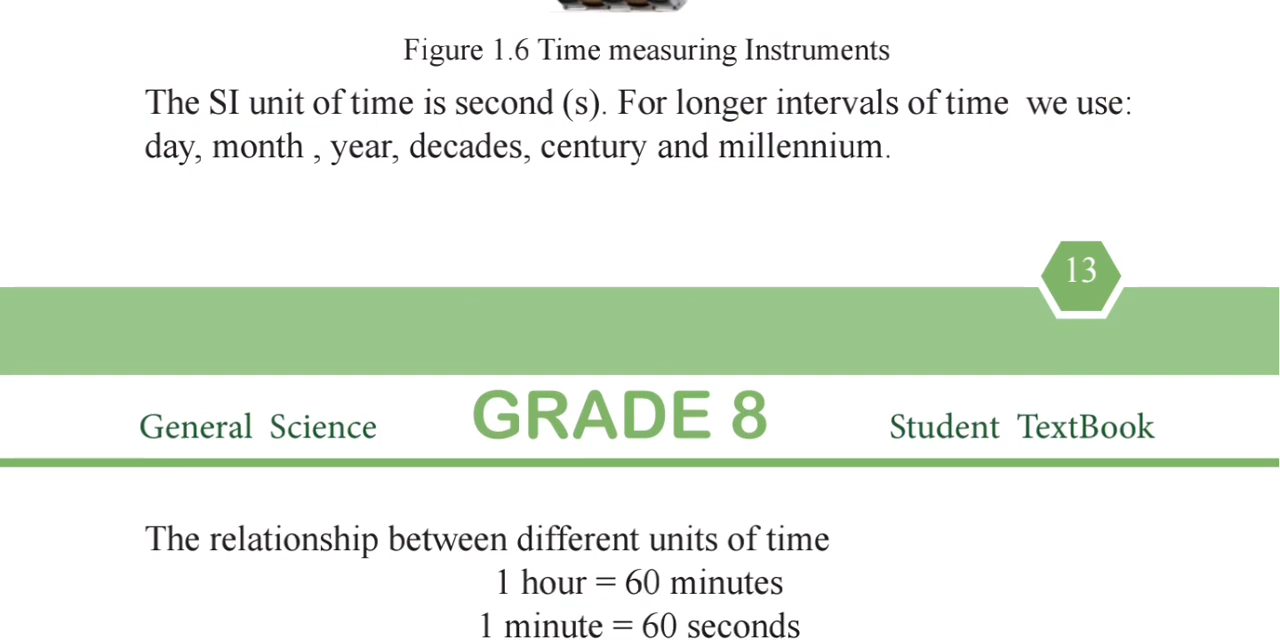 Figure 1.6 Time measuring Instruments
The SI unit of time is second (s). For longer intervals of time  we use:
day, month , year, decades, century and millennium.
13
General Science GRADE 8 Student TextBook
The relationship between different units of time
1 hour = 60 minutes
1 minute = 60 seconds